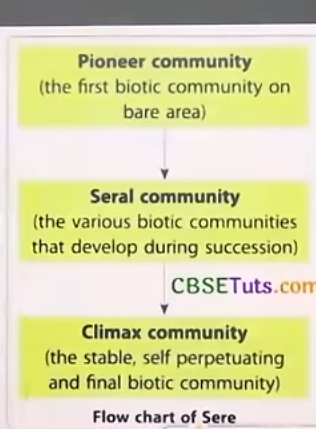 Pioneer community
(the first biotic community on
bare area)
Seral community
(the various biotic communities
that develop during succession)
CBSETuts.com
Climax community
(the stable, self perpetuating
and final biotic community)
Flow chart of Sere